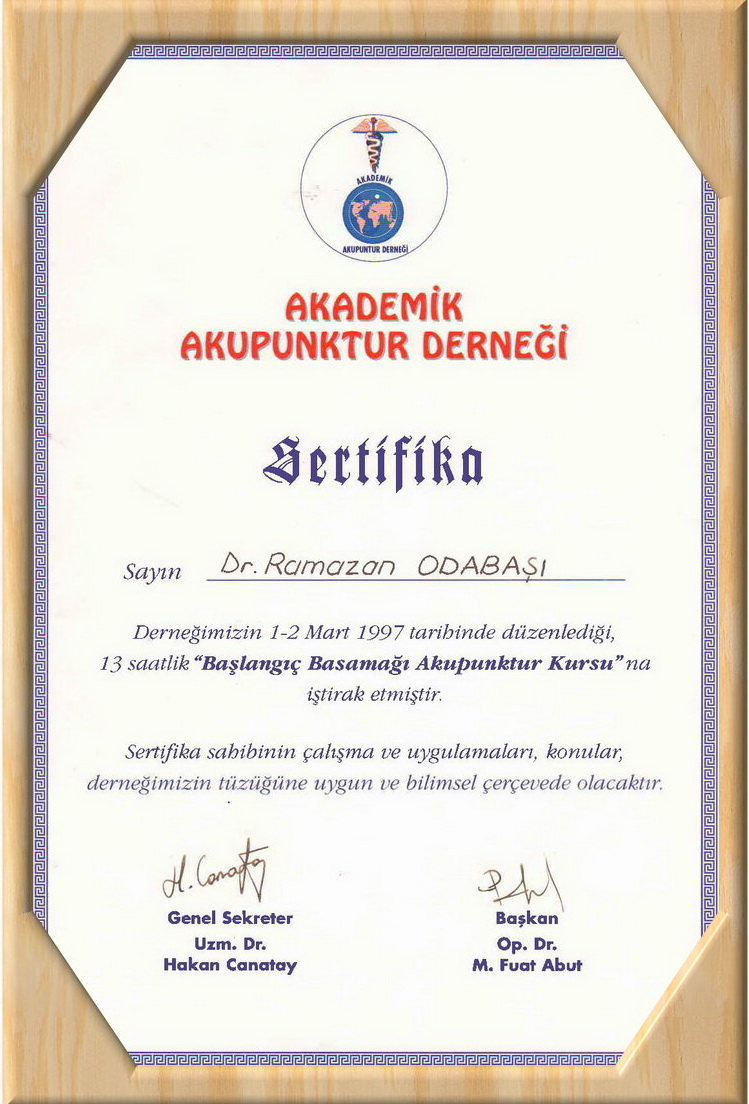 AKADEMİK
AKUPUNTUR DERNEĞİ
AKADEMİK
AKUPUNKTUR DERNEĞİ
Sertifika
Sayın Dr. Ramazan ODABAŞI
Derneğimizin 1-2 Mart 1997 tarihinde düzenlediği,
13 saatlik “Başlangıç Basamağı Akupunktur Kursu” na
iştirak etmiştir.
Sertifika sahibinin çalışma ve uygulamaları, konular,
derneğimizin tüzüğüne uygun ve bilimsel çerçevede olacaktır.
H. Canatay
Genel Sekreter
Uzm. Dr.
Hakan Canatay
Başkan
Op. Dr.
M. Fuat Abut